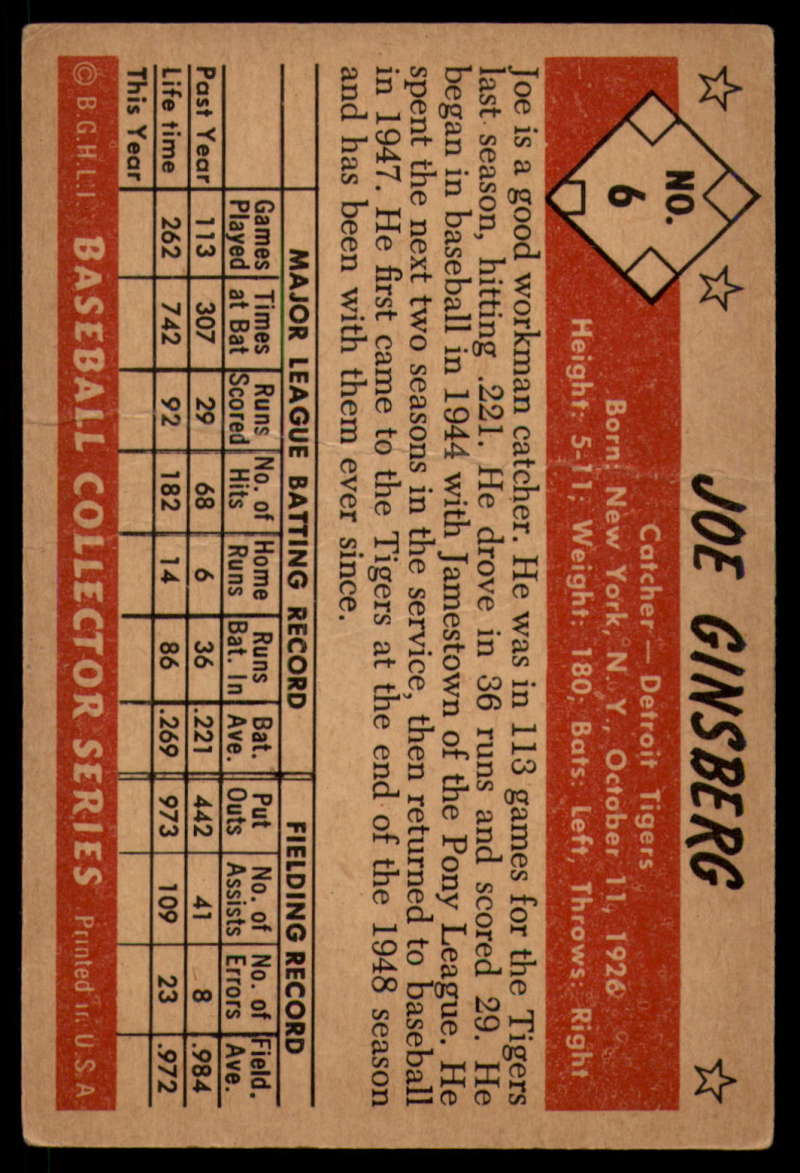 JOE GINSBERG
NO.
6
Catcher — Detroit Tigers
Born: New York, N. Y., October 11, 1926
Height: 5-11; Weight: 180; Bats: Left, Throws: Right
Joe is a good workman catcher. He was in 113 games for the Tigers
last season, hitting .221. He drove in 36 runs and scored 29. He
began in baseball in 1944 with Jamestown of the Pony League. He
spent the next two seasons in the service, then returned to baseball
in 1947. He first came to the Tigers at the end of the 1948 season
and has been with them ever since.
MAJOR LEAGUE BATTING RECORD FIELDING RECORD
Games Times Runs No. of Home Runs Bat. Put No. of No. of Field.
Played at Bat Scored Hits Runs Bat. In Ave. Outs Assists Errors Ave.
Past Year 113 307 29 68 6 36 .221 442 41 8 .984
Life time 262 742 92 182 14 86 .269 973 109 23 .972
This Year
© B.G.H.L.I. BASEBALL COLLECTOR SERIES Printed in U.S.A.